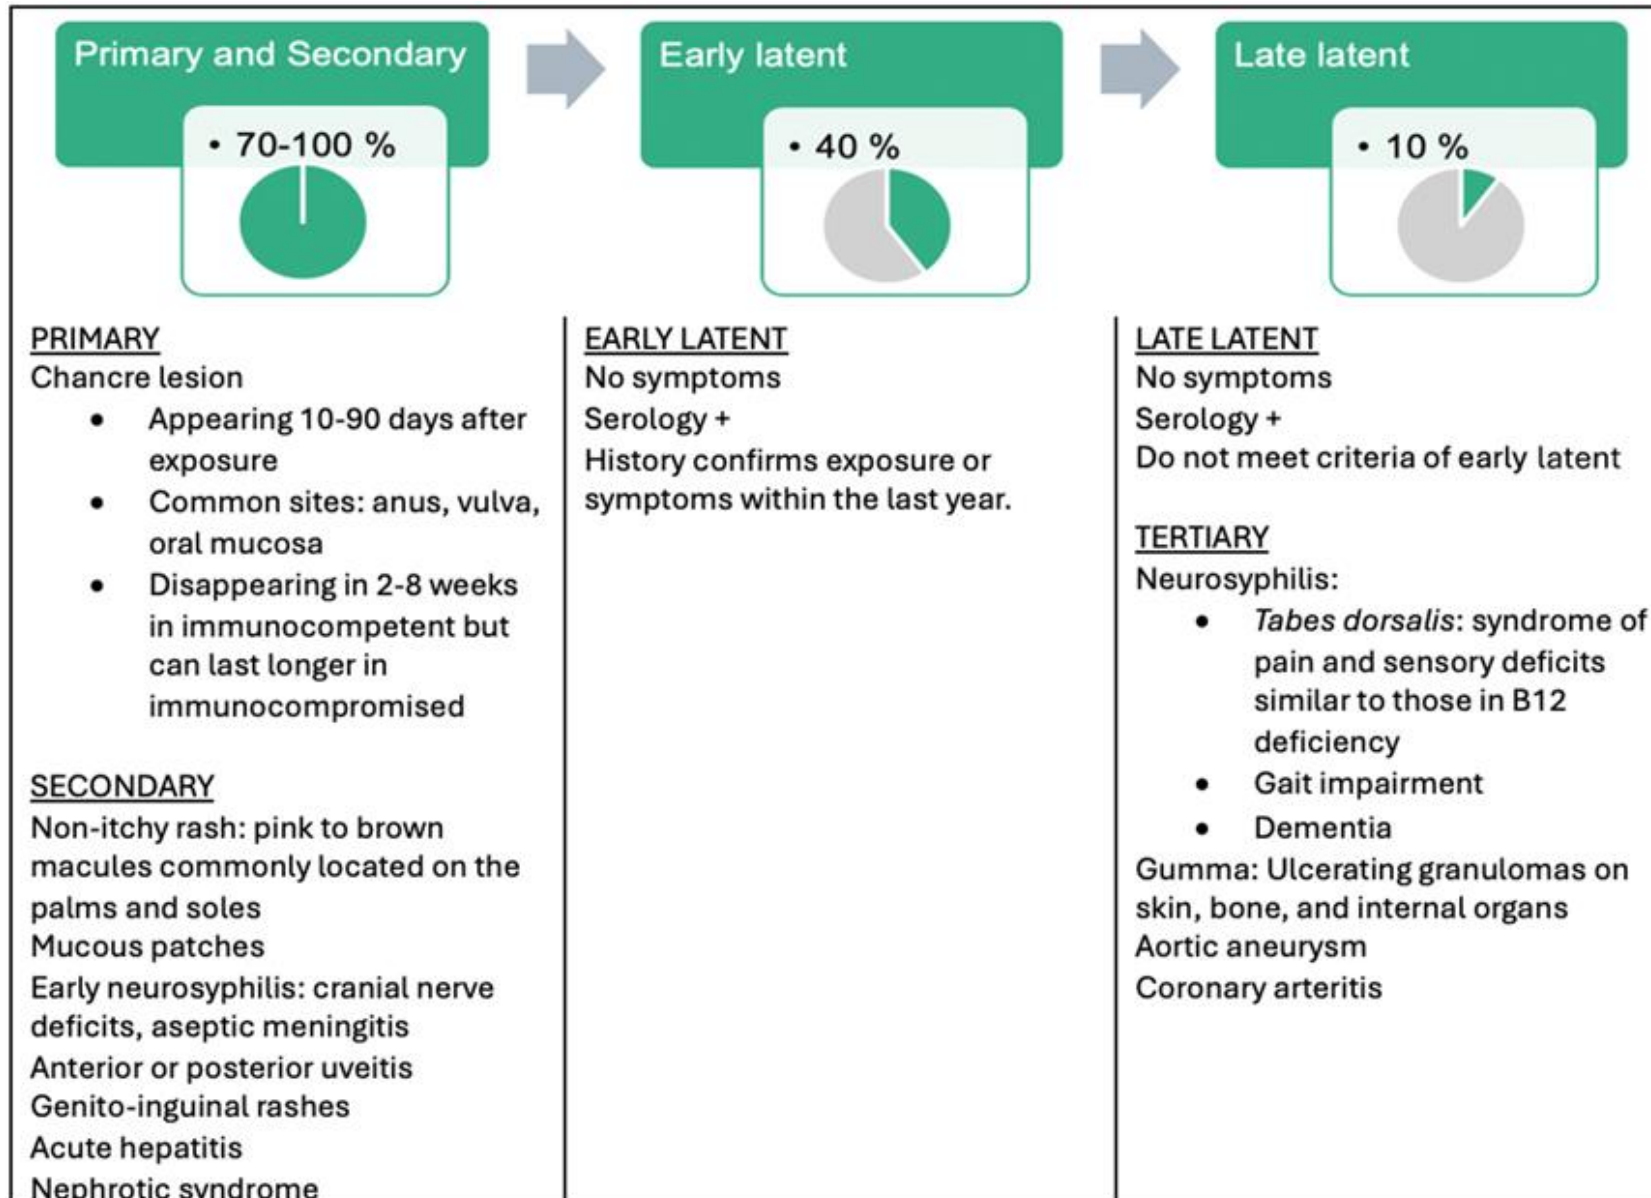 Primary and Secondary
• 70-100 %
Early latent
• 40 %
Late latent
• 10 %
PRIMARY
Chancre lesion
• Appearing 10-90 days after
exposure
• Common sites: anus, vulva,
oral mucosa
• Disappearing in 2-8 weeks
in immunocompetent but
can last longer in
immunocompromised
SECONDARY
Non-itchy rash: pink to brown
macules commonly located on the
palms and soles
Mucous patches
Early neurosyphilis: cranial nerve
deficits, aseptic meningitis
Anterior or posterior uveitis
Genito-inguinal rashes
Acute hepatitis
Nephrotic syndrome
EARLY LATENT
No symptoms
Serology +
History confirms exposure or
symptoms within the last year.
LATE LATENT
No symptoms
Serology +
Do not meet criteria of early latent
TERTIARY
Neurosyphilis:
• Tabes dorsalis: syndrome of
pain and sensory deficits
similar to those in B12
deficiency
• Gait impairment
• Dementia
Gumma: Ulcerating granulomas on
skin, bone, and internal organs
Aortic aneurysm
Coronary arteritis